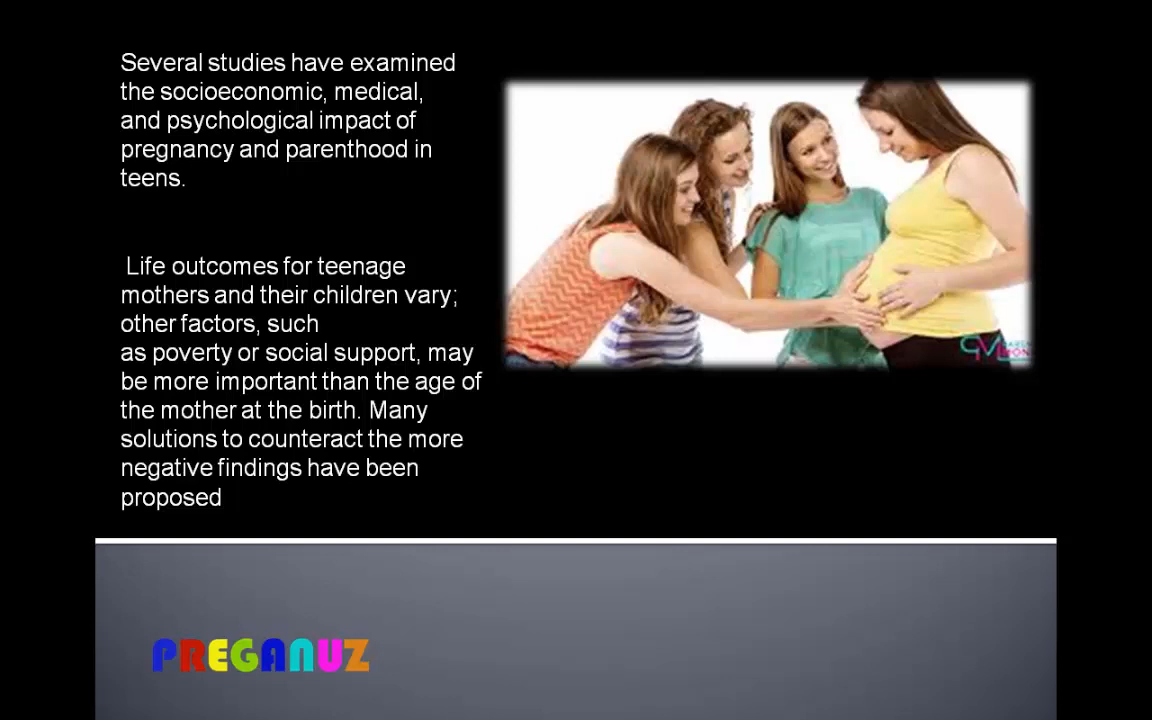 Several studies have examined
the socioeconomic, medical,
and psychological impact of
pregnancy and parenthood in
teens.
Life outcomes for teenage
mothers and their children vary;
other factors, such
as poverty or social support, may
be more important than the age of
the mother at the birth. Many
solutions to counteract the more
negative findings have been
proposed
PREGANUZ